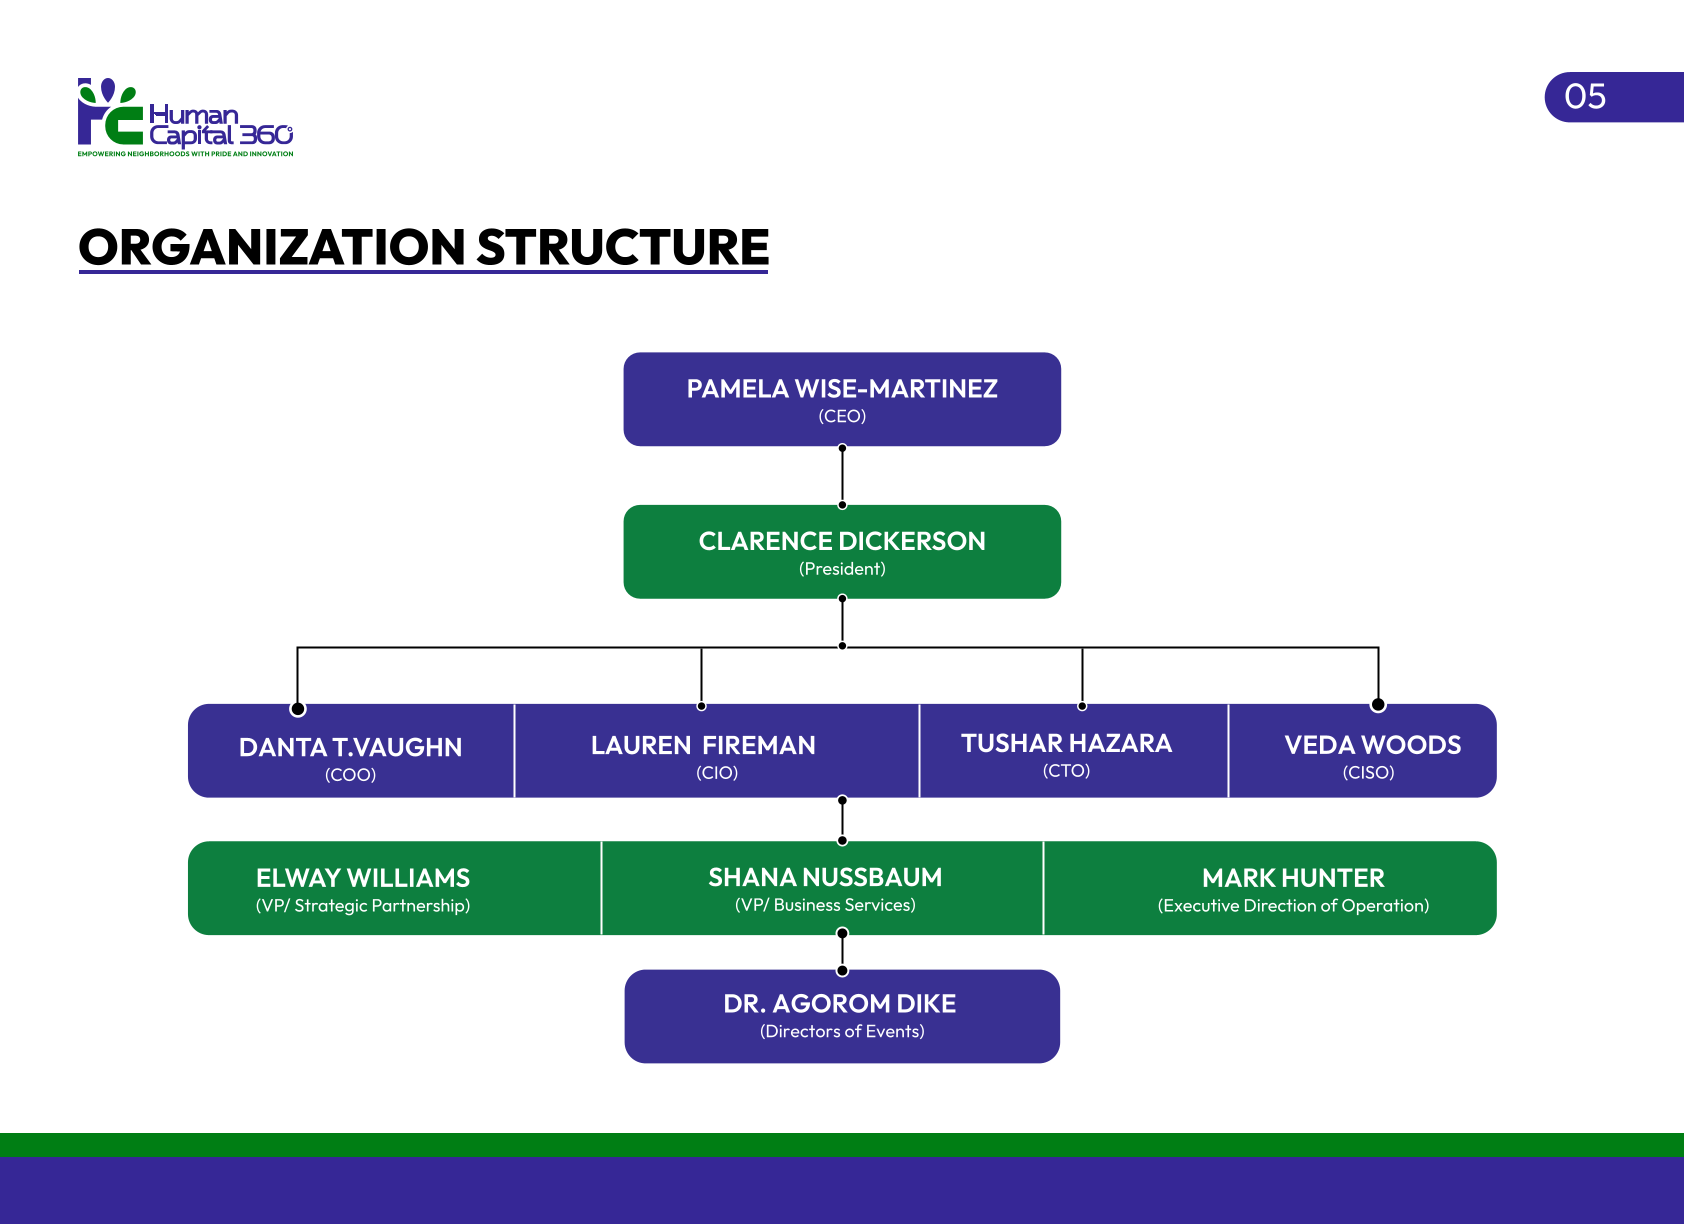 Human
Capital 360°
EMPOWERING NEIGHBORHOODS WITH PRIDE AND INNOVATION
05
ORGANIZATION STRUCTURE
PAMELA WISE-MARTINEZ
(CEO)
CLARENCE DICKERSON
(President)
DANTA T.VAUGHN
(COO)
LAUREN FIREMAN
(CIO)
TUSHAR HAZARA
(CTO)
VEDA WOODS
(CISO)
ELWAY WILLIAMS
(VP/ Strategic Partnership)
SHANA NUSSBAUM
(VP/ Business Services)
MARK HUNTER
(Executive Direction of Operation)
DR. AGOROM DIKE
(Directors of Events)